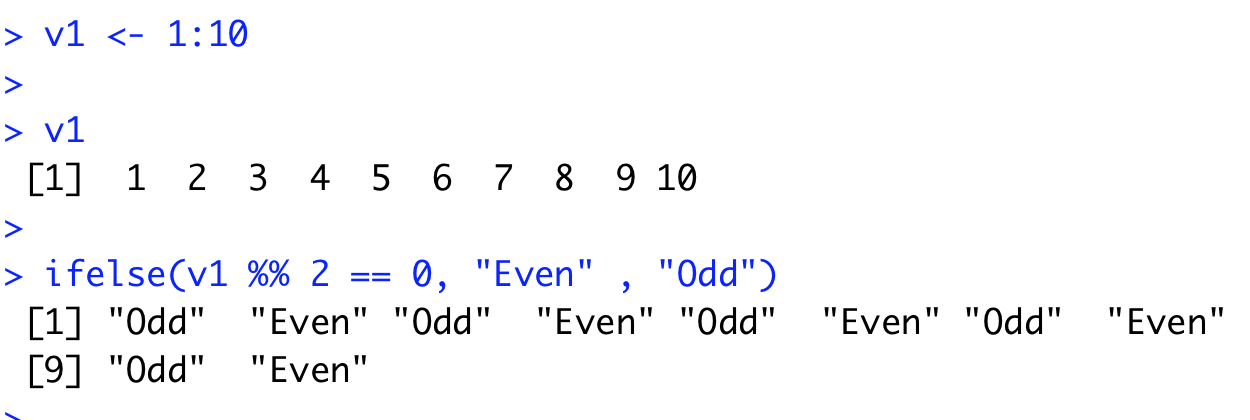 > v1 <- 1:10
>
> v1
[1]  1  2  3  4  5  6  7  8  9 10
>
> ifelse(v1 %% 2 == 0, "Even" , "Odd")
[1] "Odd"  "Even" "Odd"  "Even" "Odd"  "Even" "Odd"  "Even"
[9] "Odd"  "Even"
>